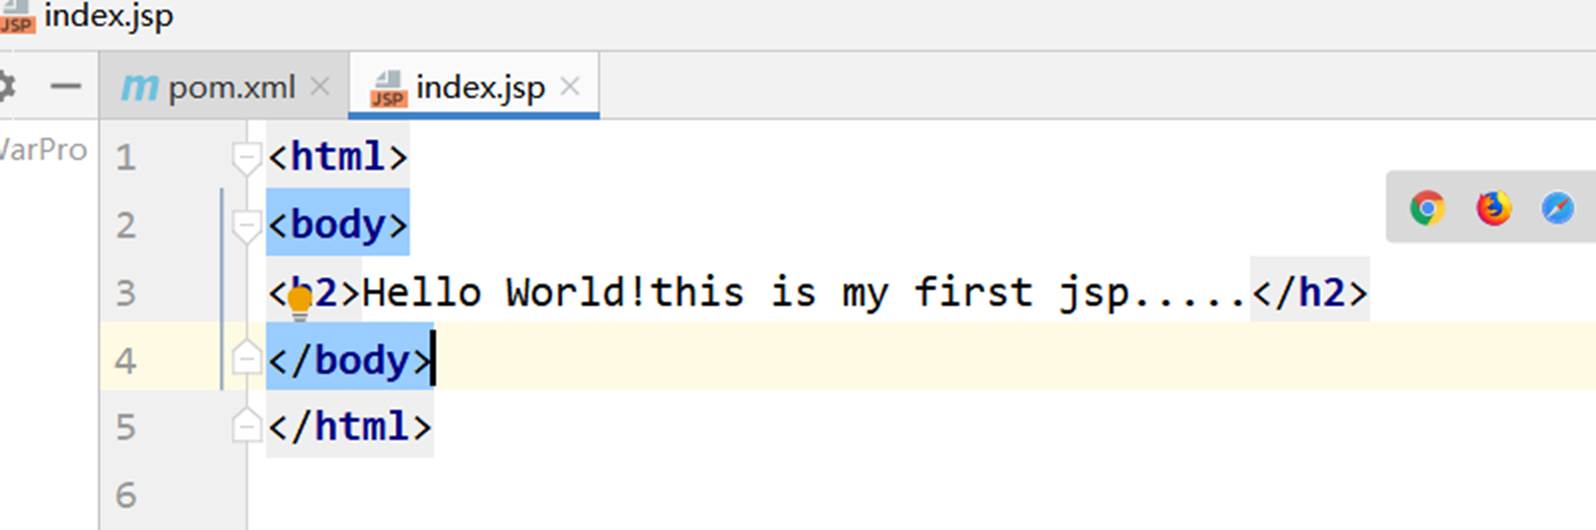 JSP index.jsp
m pom.xml JSP index.jsp
1 <html>
2 <body>
3 <h2>Hello World!this is my first jsp.....</h2>
4 </body>
5 </html>
6